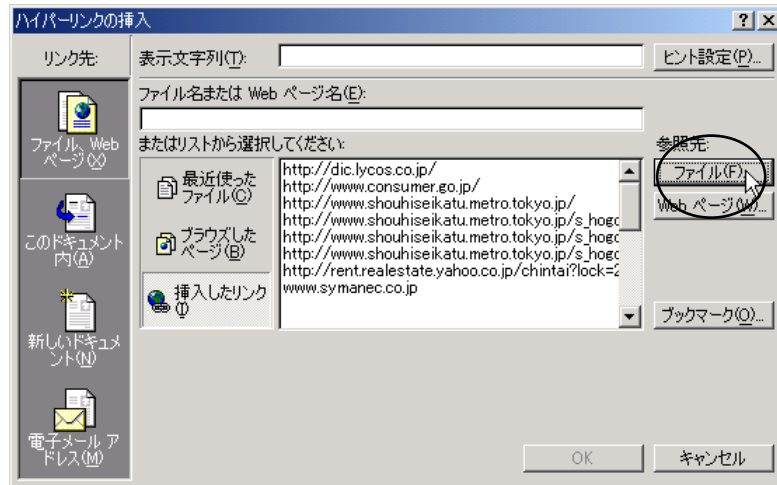 ハイパーリンクの挿入
リンク先:
表示文字列(T):
ヒント設定(P)...
ファイル名または Web ページ名(E):
ファイル、Web
ページ(X)
またはリストから選択してください:
参照先:
最近使った
ファイル(C)
http://dic.lycos.co.jp/
http://www.consumer.go.jp/
http://www.shouhiseikatu.metro.tokyo.jp/
http://www.shouhiseikatu.metro.tokyo.jp/s_hogo
http://www.shouhiseikatu.metro.tokyo.jp/s_hogo
http://www.shouhiseikatu.metro.tokyo.jp/s_hogo
http://rent.realestate.yahoo.co.jp/chintai?lock=2
www.symanec.co.jp
ファイル(F)...
Web ページ(W)...
このドキュメント
内(A)
ブラウズした
ページ(B)
挿入したリンク
(I)
ブックマーク(O)...
新しいドキュメ
ント(N)
電子メール ア
ドレス(M)
OK
キャンセル